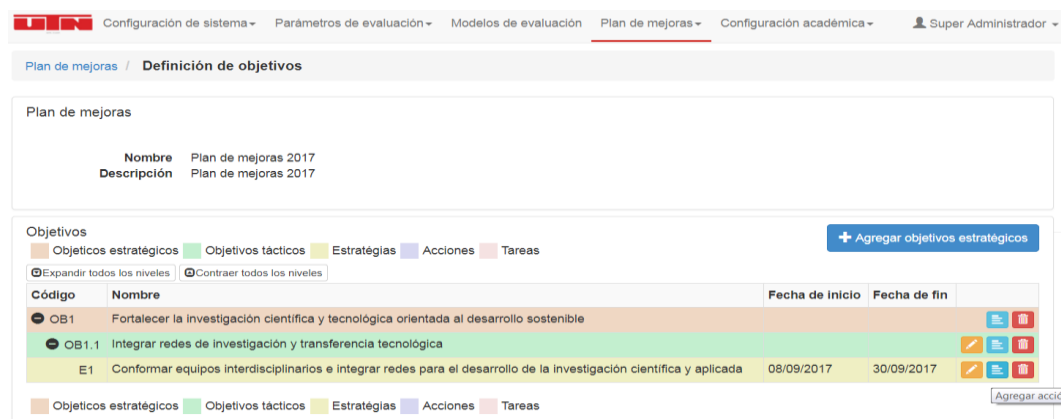 UTN Configuración de sistema Parámetros de evaluación Modelos de evaluación Plan de mejoras Configuración académica Super Administrador
Plan de mejoras / Definición de objetivos
Plan de mejoras
Nombre Plan de mejoras 2017
Descripción Plan de mejoras 2017
Objetivos
Agregar objetivos estratégicos
Objeticos estratégicos Objetivos tácticos Estratégias Acciones Tareas
Expandir todos los niveles Contraer todos los niveles
Código Nombre Fecha de inicio Fecha de fin
OB1 Fortalecer la investigación científica y tecnológica orientada al desarrollo sostenible
OB1.1 Integrar redes de investigación y transferencia tecnológica
E1 Conformar equipos interdisciplinarios e integrar redes para el desarrollo de la investigación científica y aplicada 08/09/2017 30/09/2017
Agregar acció
Objeticos estratégicos Objetivos tácticos Estratégias Acciones Tareas